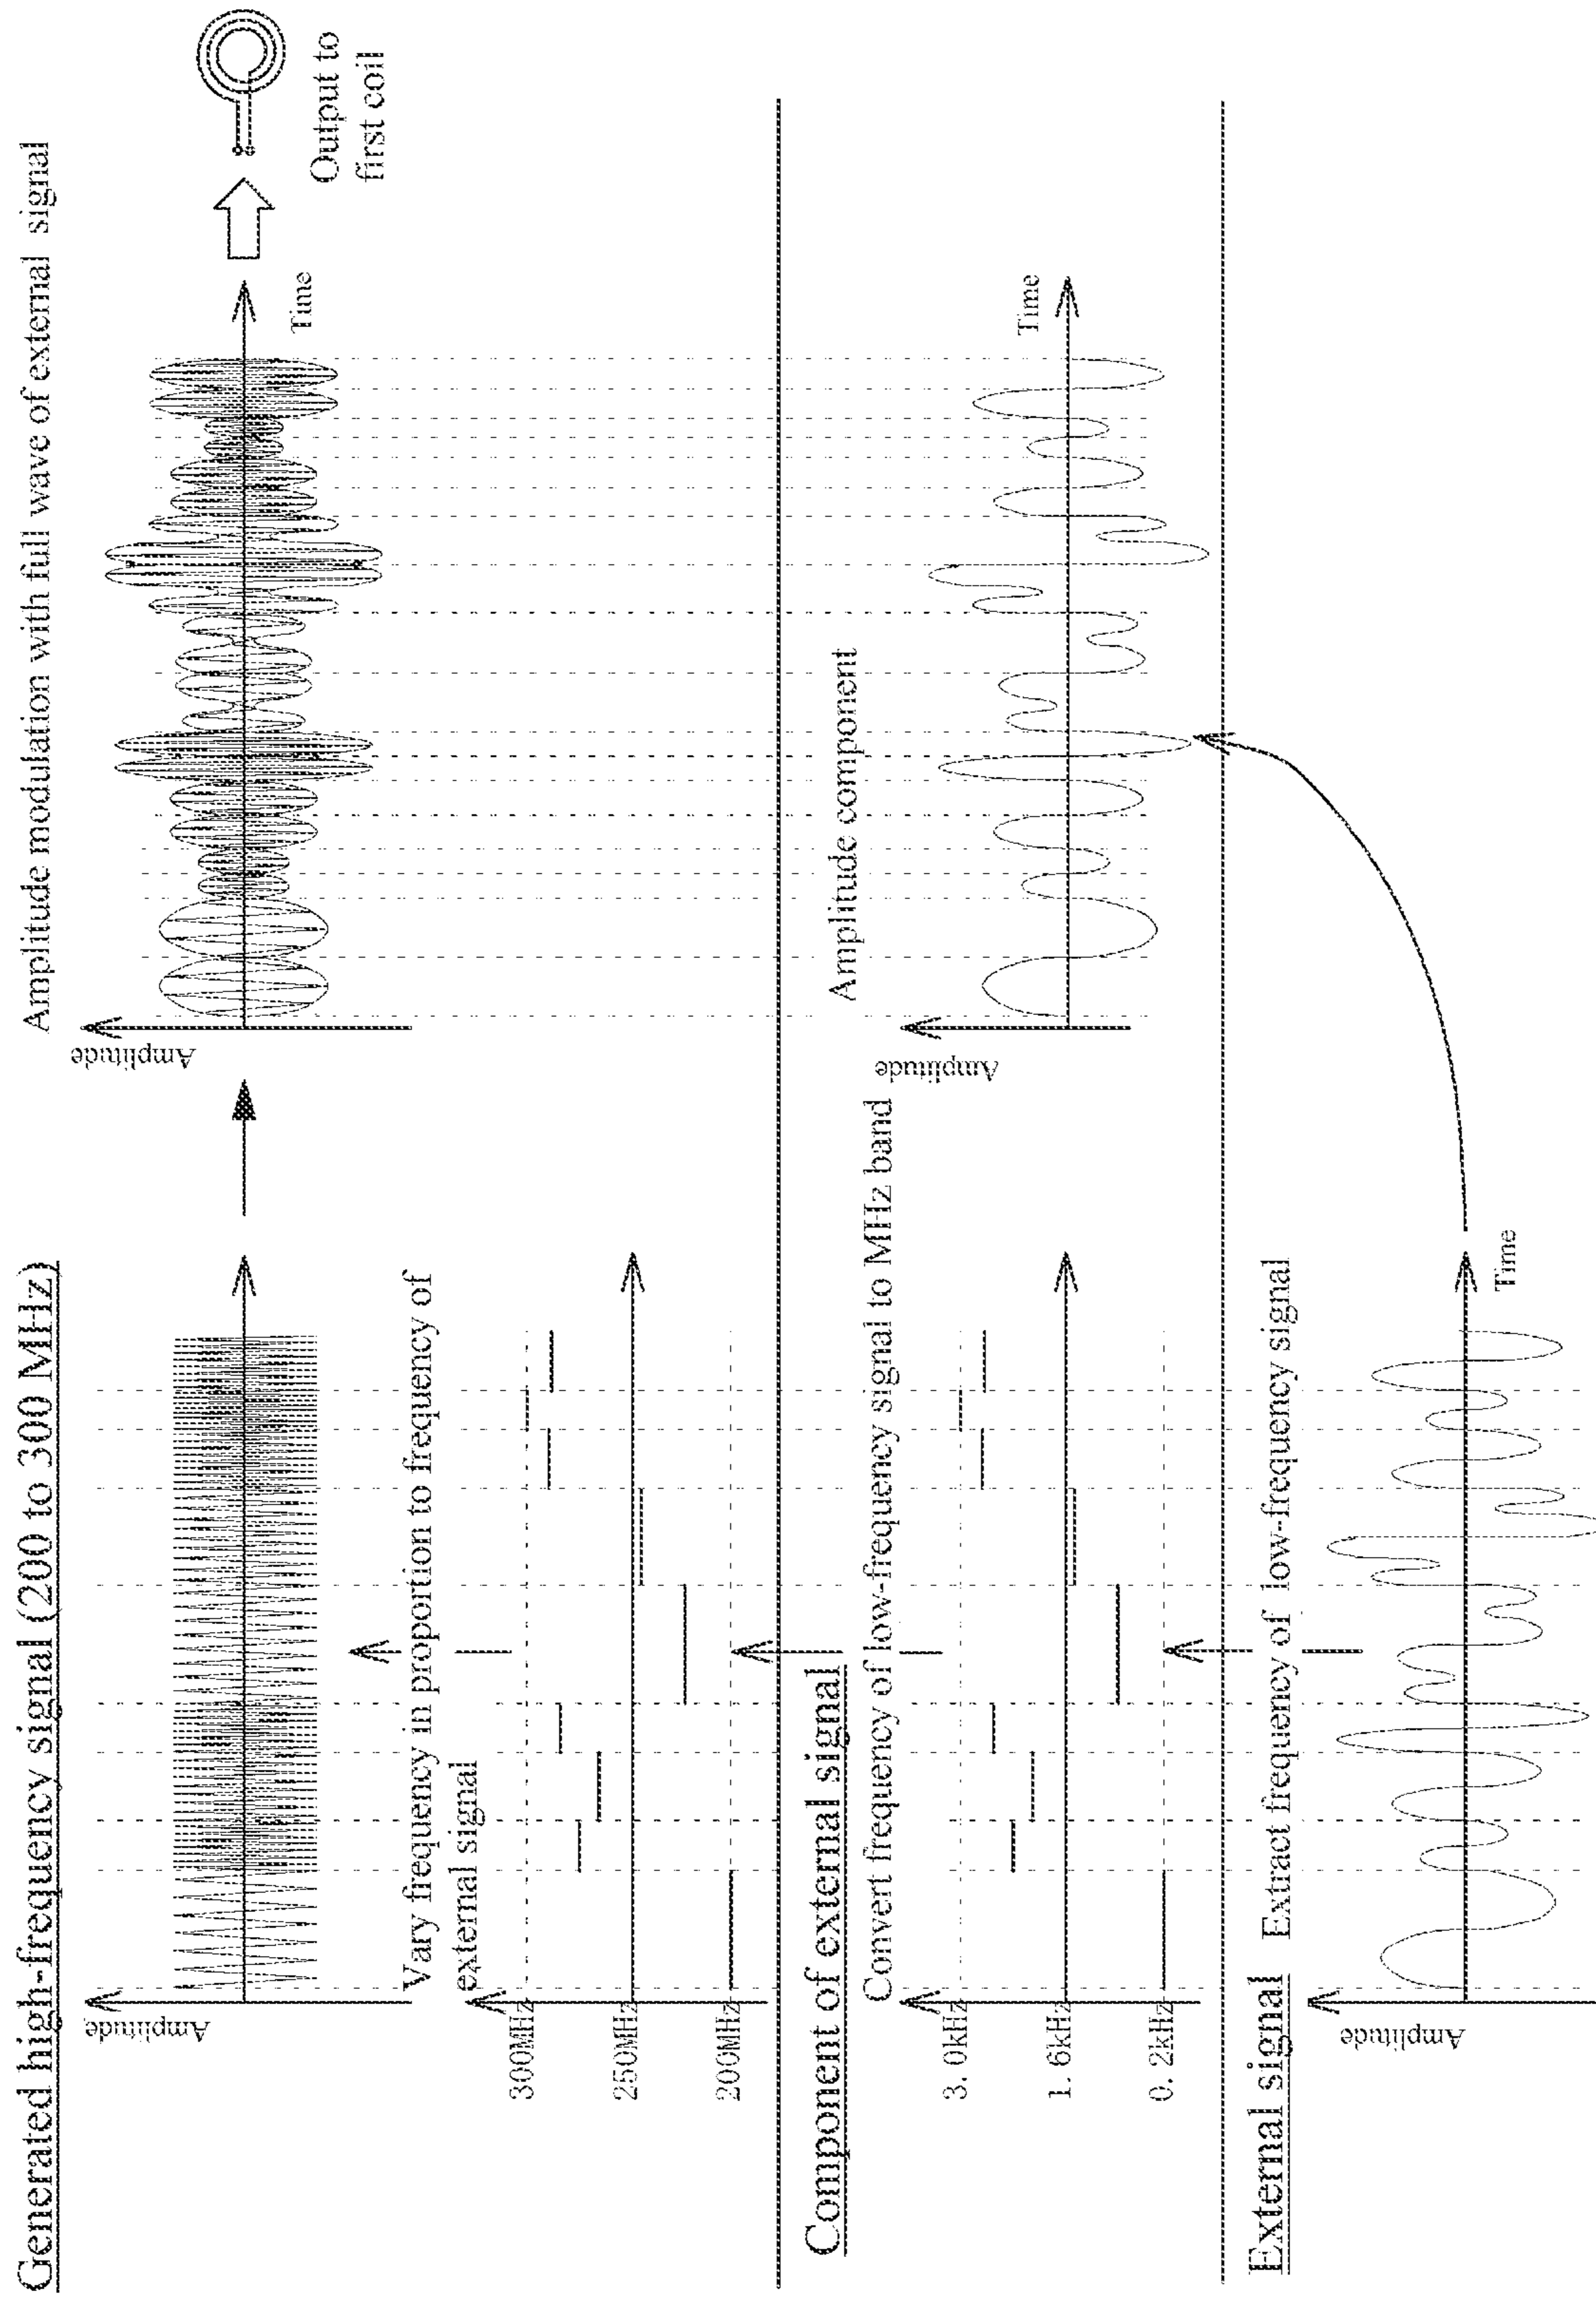 Generated high-frequency signal (200 to 300 MHz)
Amplitude
Amplitude modulation with full wave of external signal
Amplitude
Time
Output to
first coil
Vary frequency in proportion to frequency of
external signal
300MHz
250MHz
200MHz
Component of external signal
Convert frequency of low-frequency signal to MHz band
3.0kHz
1.6kHz
0.2kHz
Amplitude component
Amplitude
Time
External signal
Extract frequency of low-frequency signal
Amplitude
Time